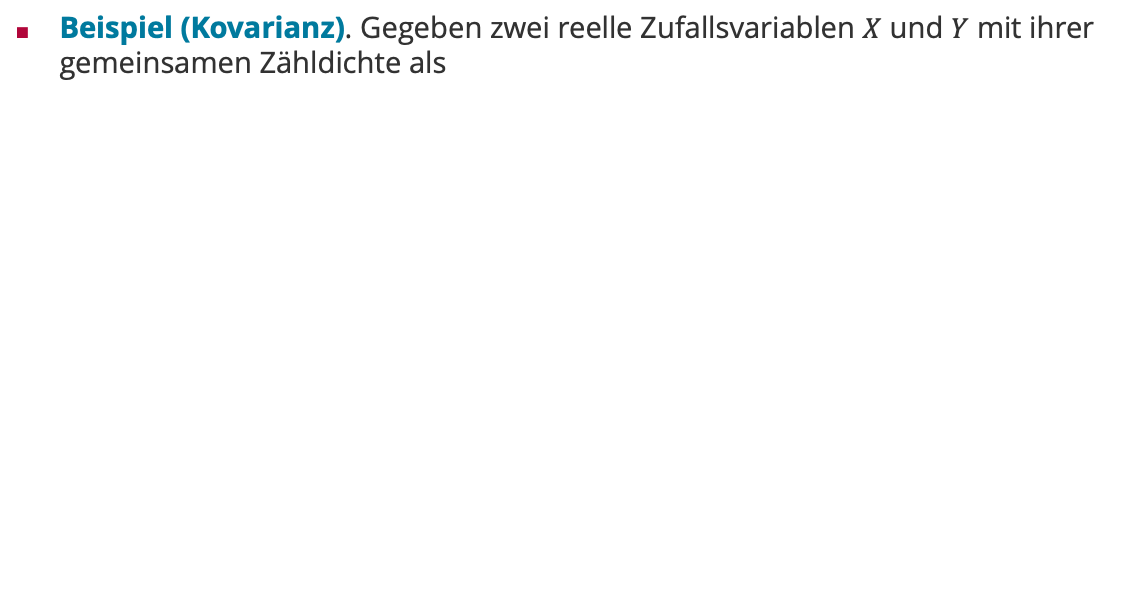 Beispiel (Kovarianz). Gegeben zwei reelle Zufallsvariablen X und Y mit ihrer
gemeinsamen Zähldichte als